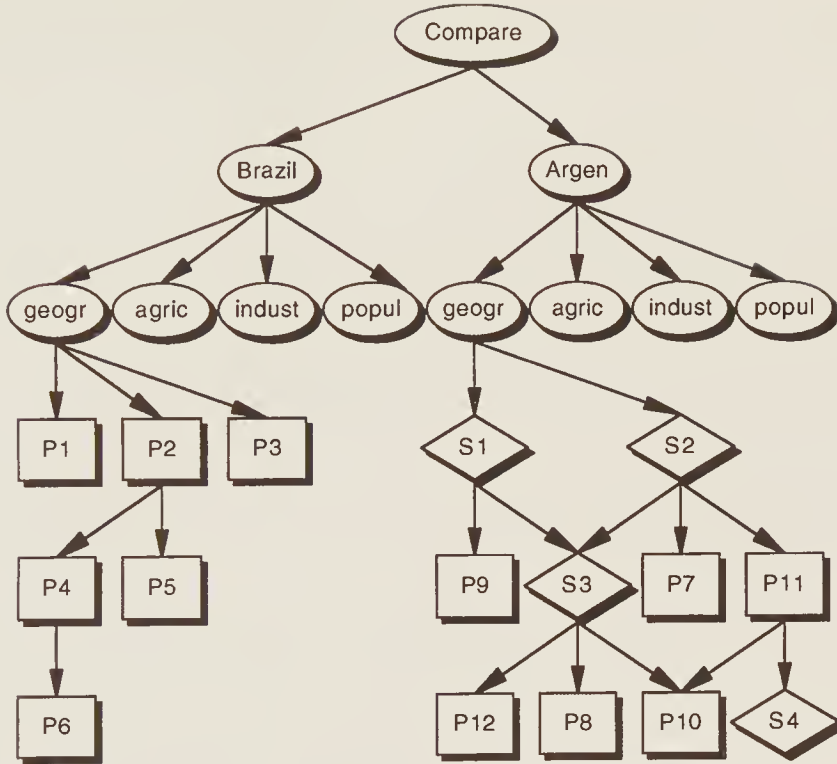 Compare
Brazil Argen
geogr agric indust popul geogr agric indust popul
P1 P2 P3 S1 S2
P4 P5 P9 S3 P7 P11
P6 P12 P8 P10 S4